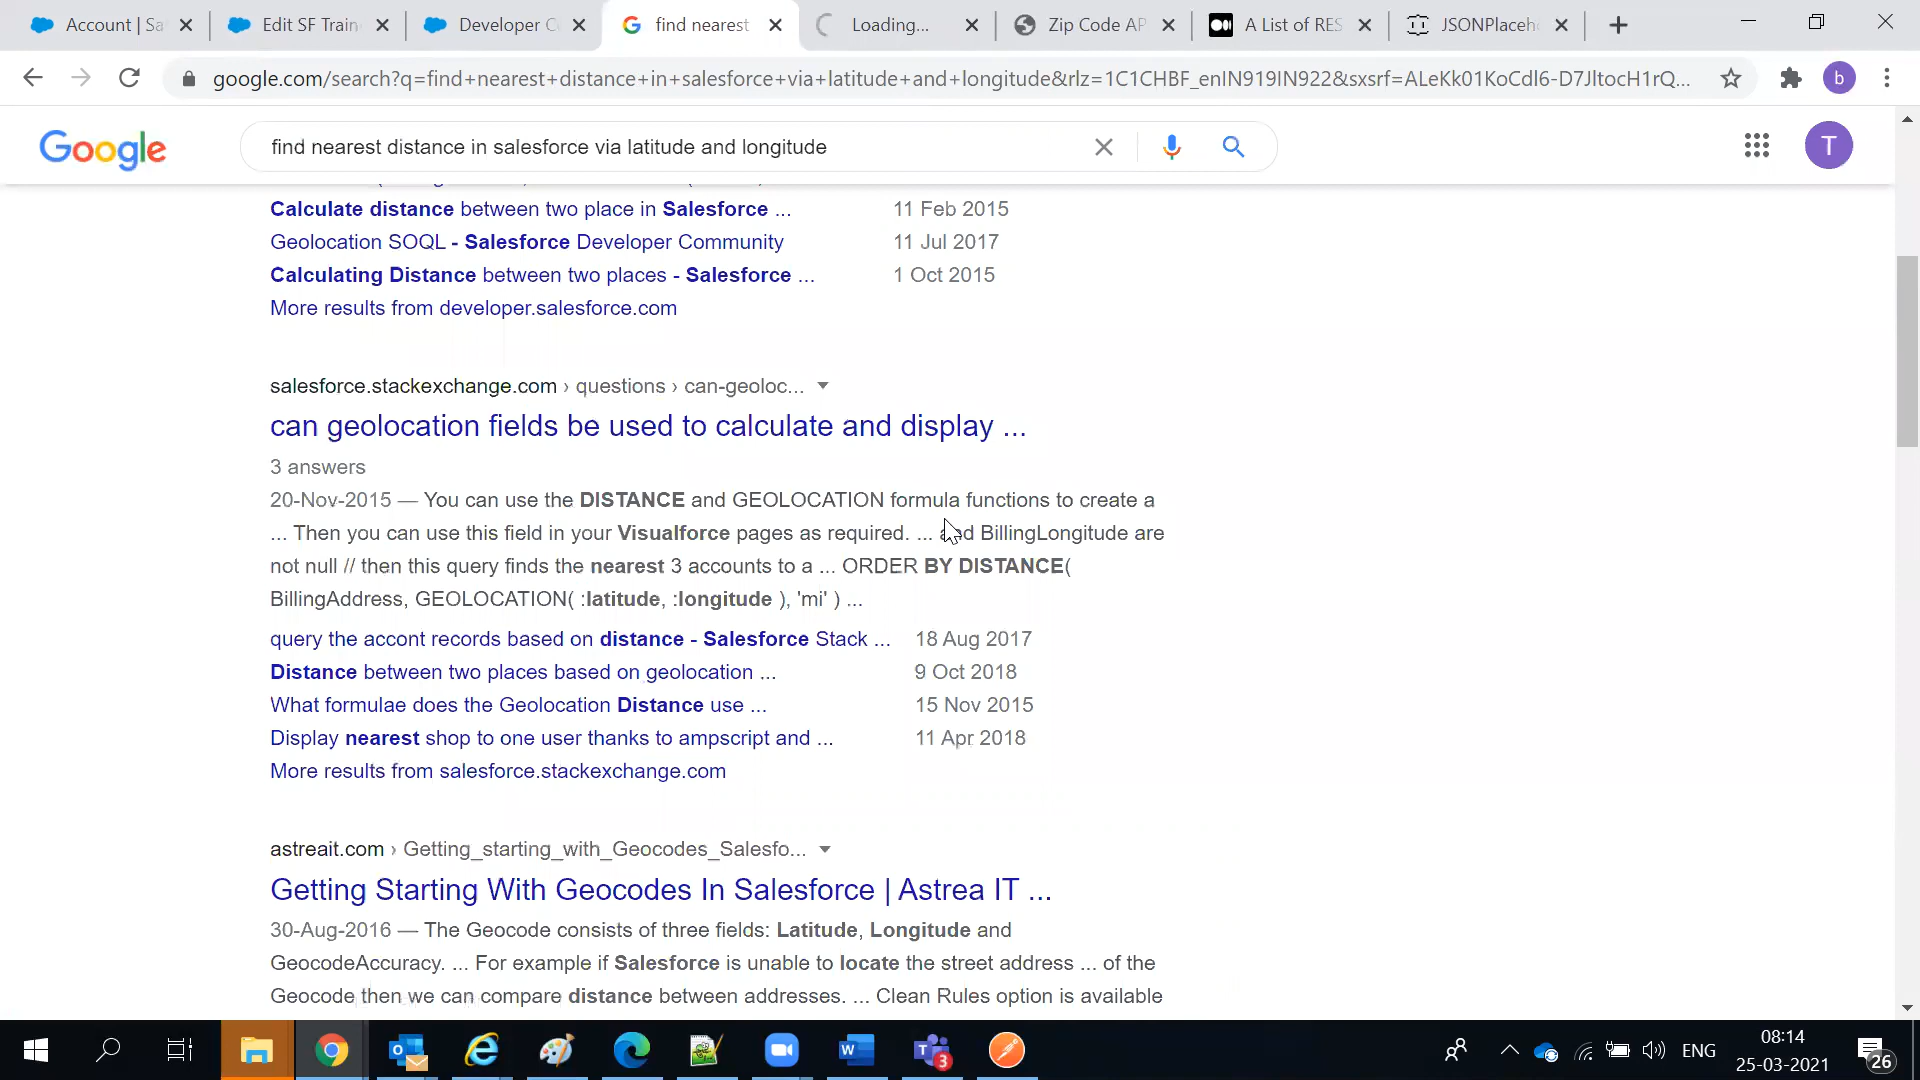 Account | Sa
Edit SF Train
Developer C
find nearest
Loading...
Zip Code AP
A List of RES
JSONPlaceh
google.com/search?q=find+nearest+distance+in+salesforce+via+latitude+and+longitude&rlz=1C1CHBF_enIN919IN922&sxsrf=ALeKk01KoCdl6-D7JltocH1rQ...
b
Google
find nearest distance in salesforce via latitude and longitude
T
Calculate distance between two place in Salesforce ... 11 Feb 2015
Geolocation SOQL - Salesforce Developer Community 11 Jul 2017
Calculating Distance between two places - Salesforce ... 1 Oct 2015
More results from developer.salesforce.com
salesforce.stackexchange.com › questions › can-geoloc...
can geolocation fields be used to calculate and display ...
3 answers
20-Nov-2015 — You can use the DISTANCE and GEOLOCATION formula functions to create a
... Then you can use this field in your Visualforce pages as required. ... and BillingLongitude are
not null // then this query finds the nearest 3 accounts to a ... ORDER BY DISTANCE(
BillingAddress, GEOLOCATION( :latitude, :longitude ), 'mi' ) ...
query the accont records based on distance - Salesforce Stack ... 18 Aug 2017
Distance between two places based on geolocation ... 9 Oct 2018
What formulae does the Geolocation Distance use ... 15 Nov 2015
Display nearest shop to one user thanks to ampscript and ... 11 Apr 2018
More results from salesforce.stackexchange.com
astreait.com › Getting_starting_with_Geocodes_Salesfo...
Getting Starting With Geocodes In Salesforce | Astrea IT ...
30-Aug-2016 — The Geocode consists of three fields: Latitude, Longitude and
GeocodeAccuracy. ... For example if Salesforce is unable to locate the street address ... of the
Geocode then we can compare distance between addresses. ... Clean Rules option is available
ENG
08:14
25-03-2021
26
3